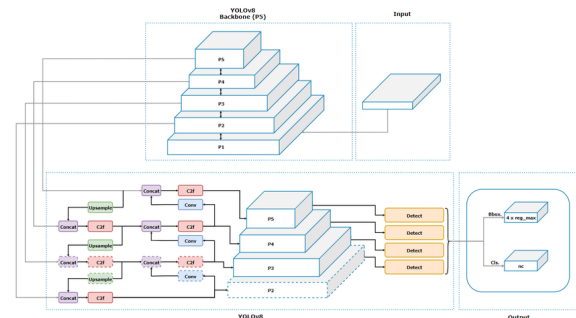 YOLOv8
Backbone (P5)
Input
P5
P4
P3
P2
P1
Concat
C2f
Upsample
Conv
Concat
C2f
Concat
C2f
Conv
Upsample
Concat
C2f
Concat
C2f
Conv
Upsample
Concat
C2f
P5
P4
P3
P2
Detect
Detect
Detect
Detect
Bbox.
4 x reg_max
Cls.
nc
YOLOv8
Output